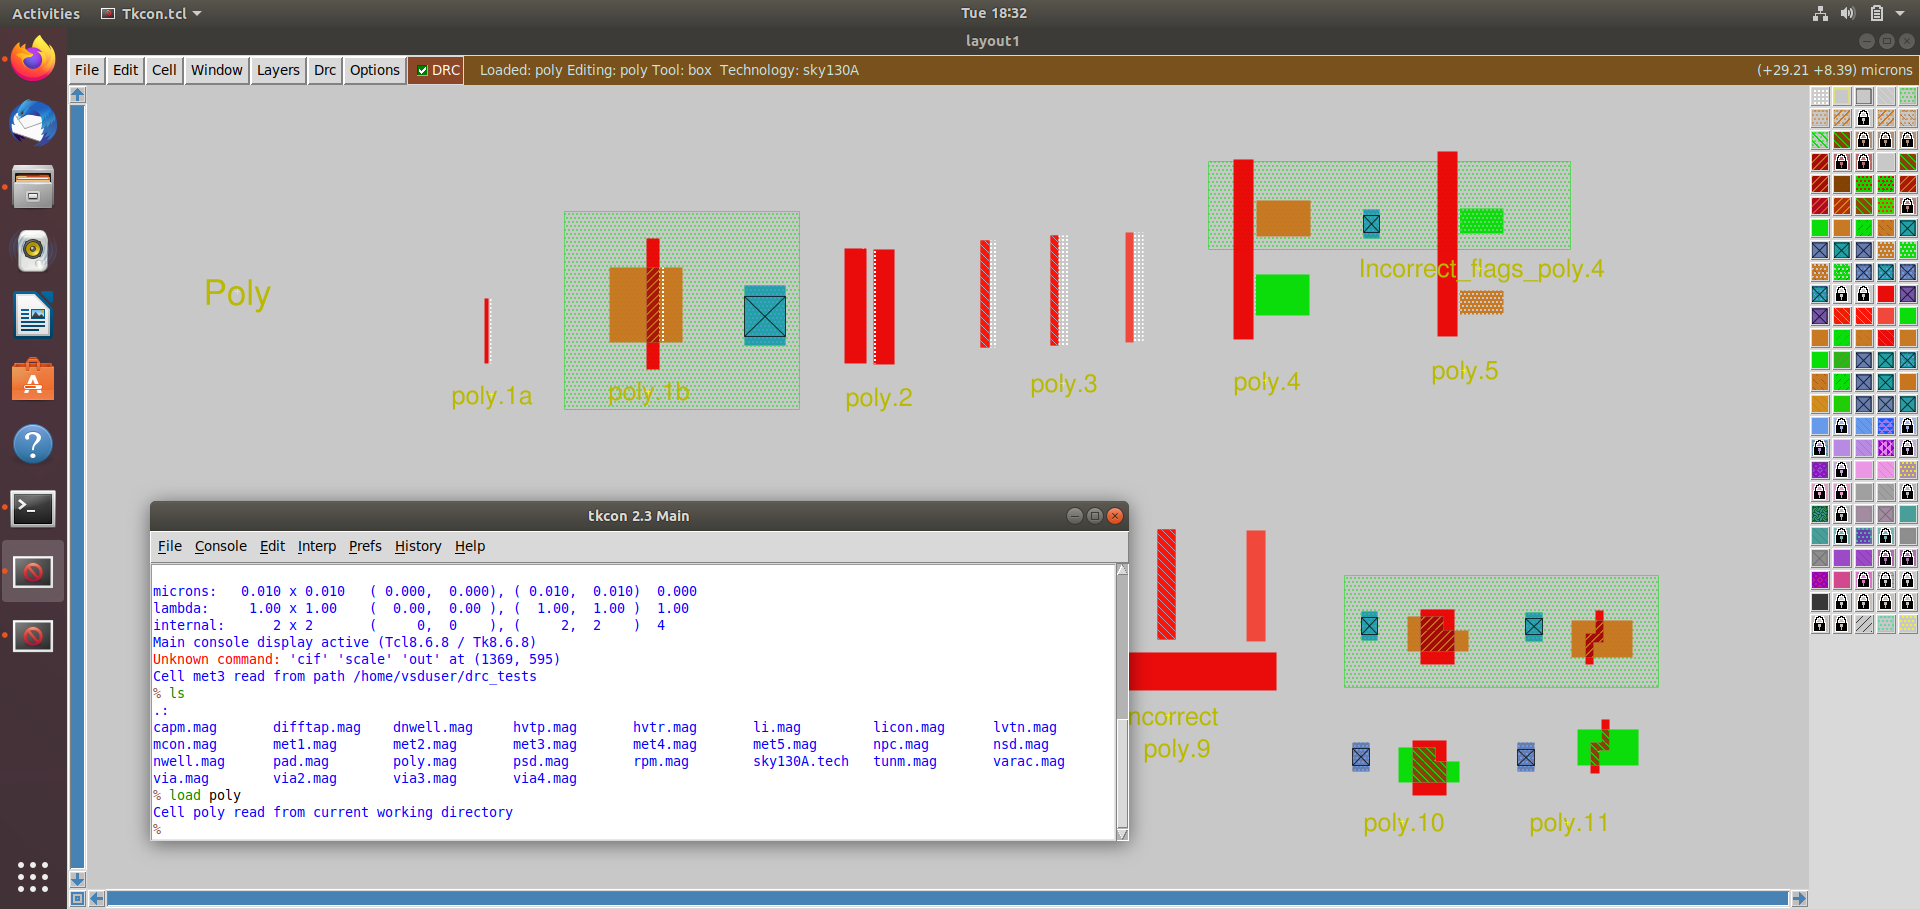 Activities Tkcon.tcl Tue 18:32
layout1
File Edit Cell Window Layers Drc Options DRC Loaded: poly Editing: poly Tool: box Technology: sky130A (+29.21 +8.39) microns
Poly
poly.1a
poly.1b
poly.2
poly.3
poly.4
Incorrect_flags_poly.4
poly.5
tkcon 2.3 Main
File Console Edit Interp Prefs History Help
microns: 0.010 x 0.010 ( 0.000, 0.000), ( 0.010, 0.010) 0.000
lambda: 1.00 x 1.00 ( 0.00, 0.00 ), ( 1.00, 1.00 ) 1.00
internal: 2 x 2 ( 0, 0 ), ( 2, 2 ) 4
Main console display active (Tcl8.6.8 / Tk8.6.8)
Unknown command: 'cif' 'scale' 'out' at (1369, 595)
Cell met3 read from path /home/vsduser/drc_tests
% ls
.:
capm.mag difftap.mag dnwell.mag hvtp.mag hvtr.mag li.mag licon.mag lvtn.mag
mcon.mag met1.mag met2.mag met3.mag met4.mag met5.mag npc.mag nsd.mag
nwell.mag pad.mag poly.mag psd.mag rpm.mag sky130A.tech tunm.mag varac.mag
via.mag via2.mag via3.mag via4.mag
% load poly
Cell poly read from current working directory
%
ncorrect
poly.9
poly.10
poly.11